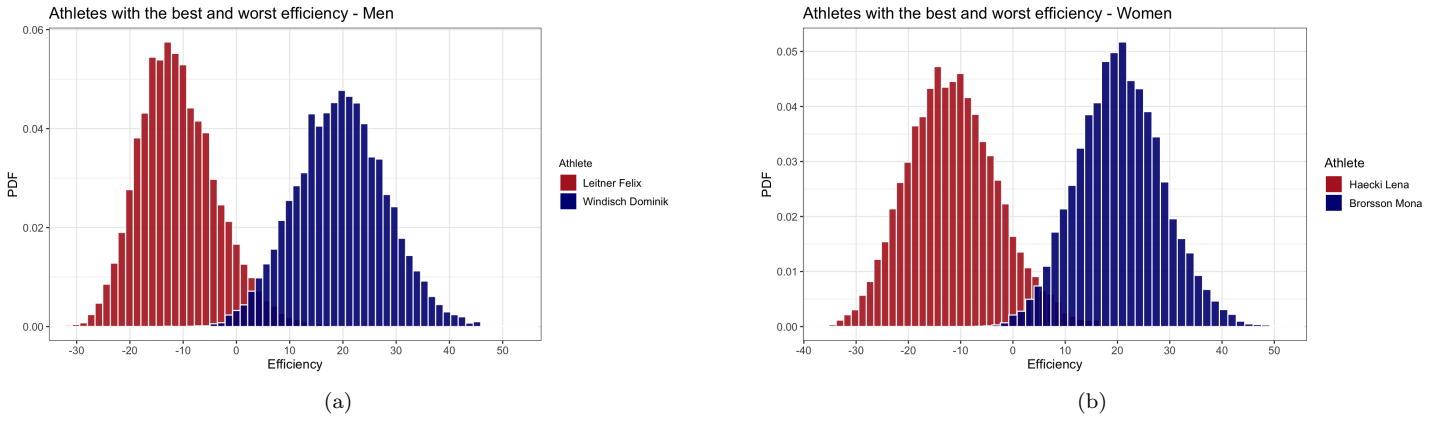 Athletes with the best and worst efficiency - Men
0.06
0.04
0.02
0.00
PDF
-30 -20 -10 0 10 20 30 40 50
Efficiency
Athlete
Leitner Felix
Windisch Dominik
(a)
Athletes with the best and worst efficiency - Women
0.05
0.04
0.03
0.02
0.01
0.00
PDF
-40 -30 -20 -10 0 10 20 30 40 50
Efficiency
Athlete
Haecki Lena
Brorsson Mona
(b)